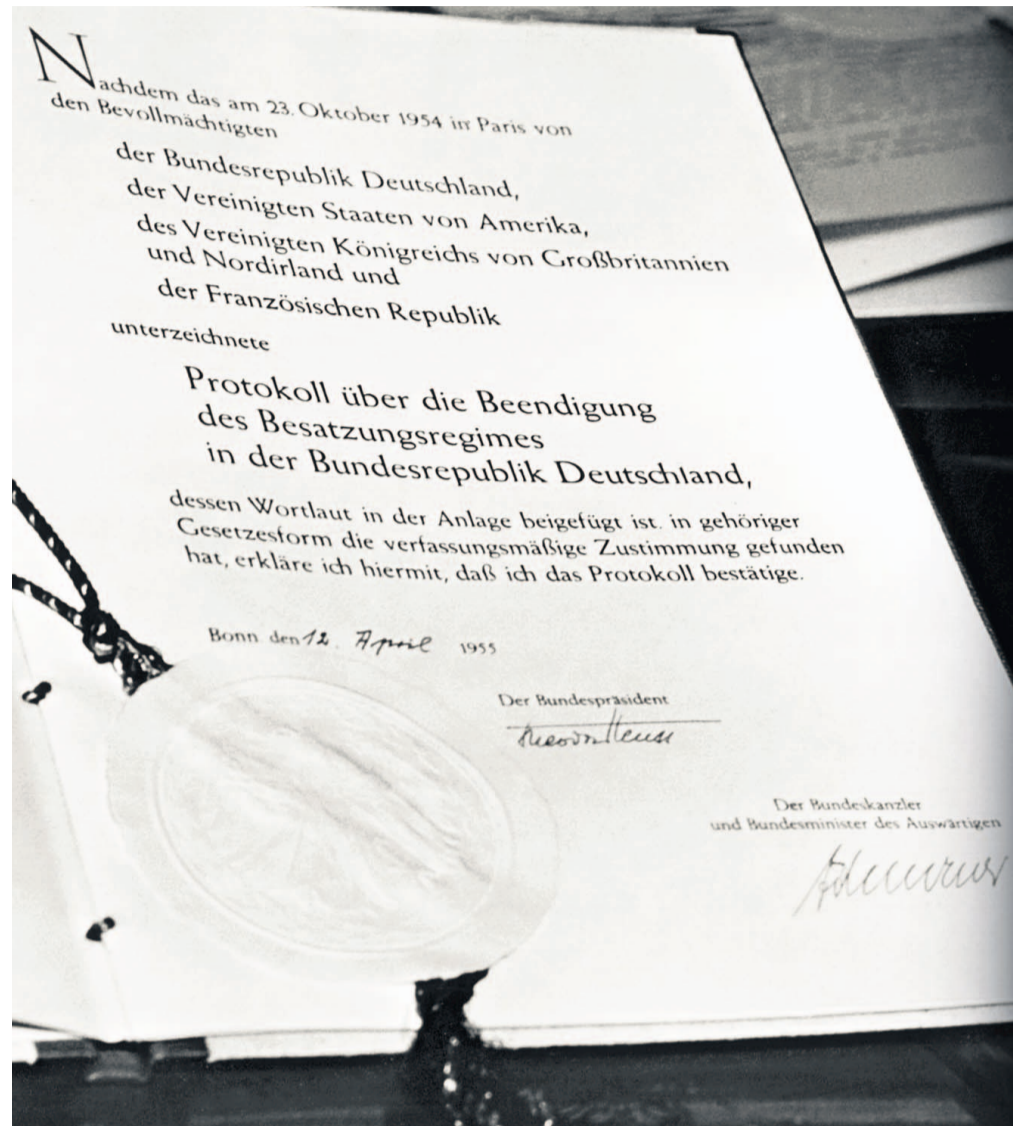 Nachdem das am 23. Oktober 1954 in Paris von
den Bevollmächtigten
der Bundesrepublik Deutschland,
der Vereinigten Staaten von Amerika,
des Vereinigten Königreichs von Großbritannien
und Nordirland und
der Französischen Republik
unterzeichnete
Protokoll über die Beendigung
des Besatzungsregimes
in der Bundesrepublik Deutschland,
dessen Wortlaut in der Anlage beigefügt ist. in gehöriger
Gesetzesform die verfassungsmäßige Zustimmung gefunden
hat, erkläre ich hiermit, daß ich das Protokoll bestätige.
Bonn den 12. April 1955
Der Bundespräsident
Theodor Heuss
Der Bundeskanzler
und Bundesminister des Auswärtigen
Adenauer